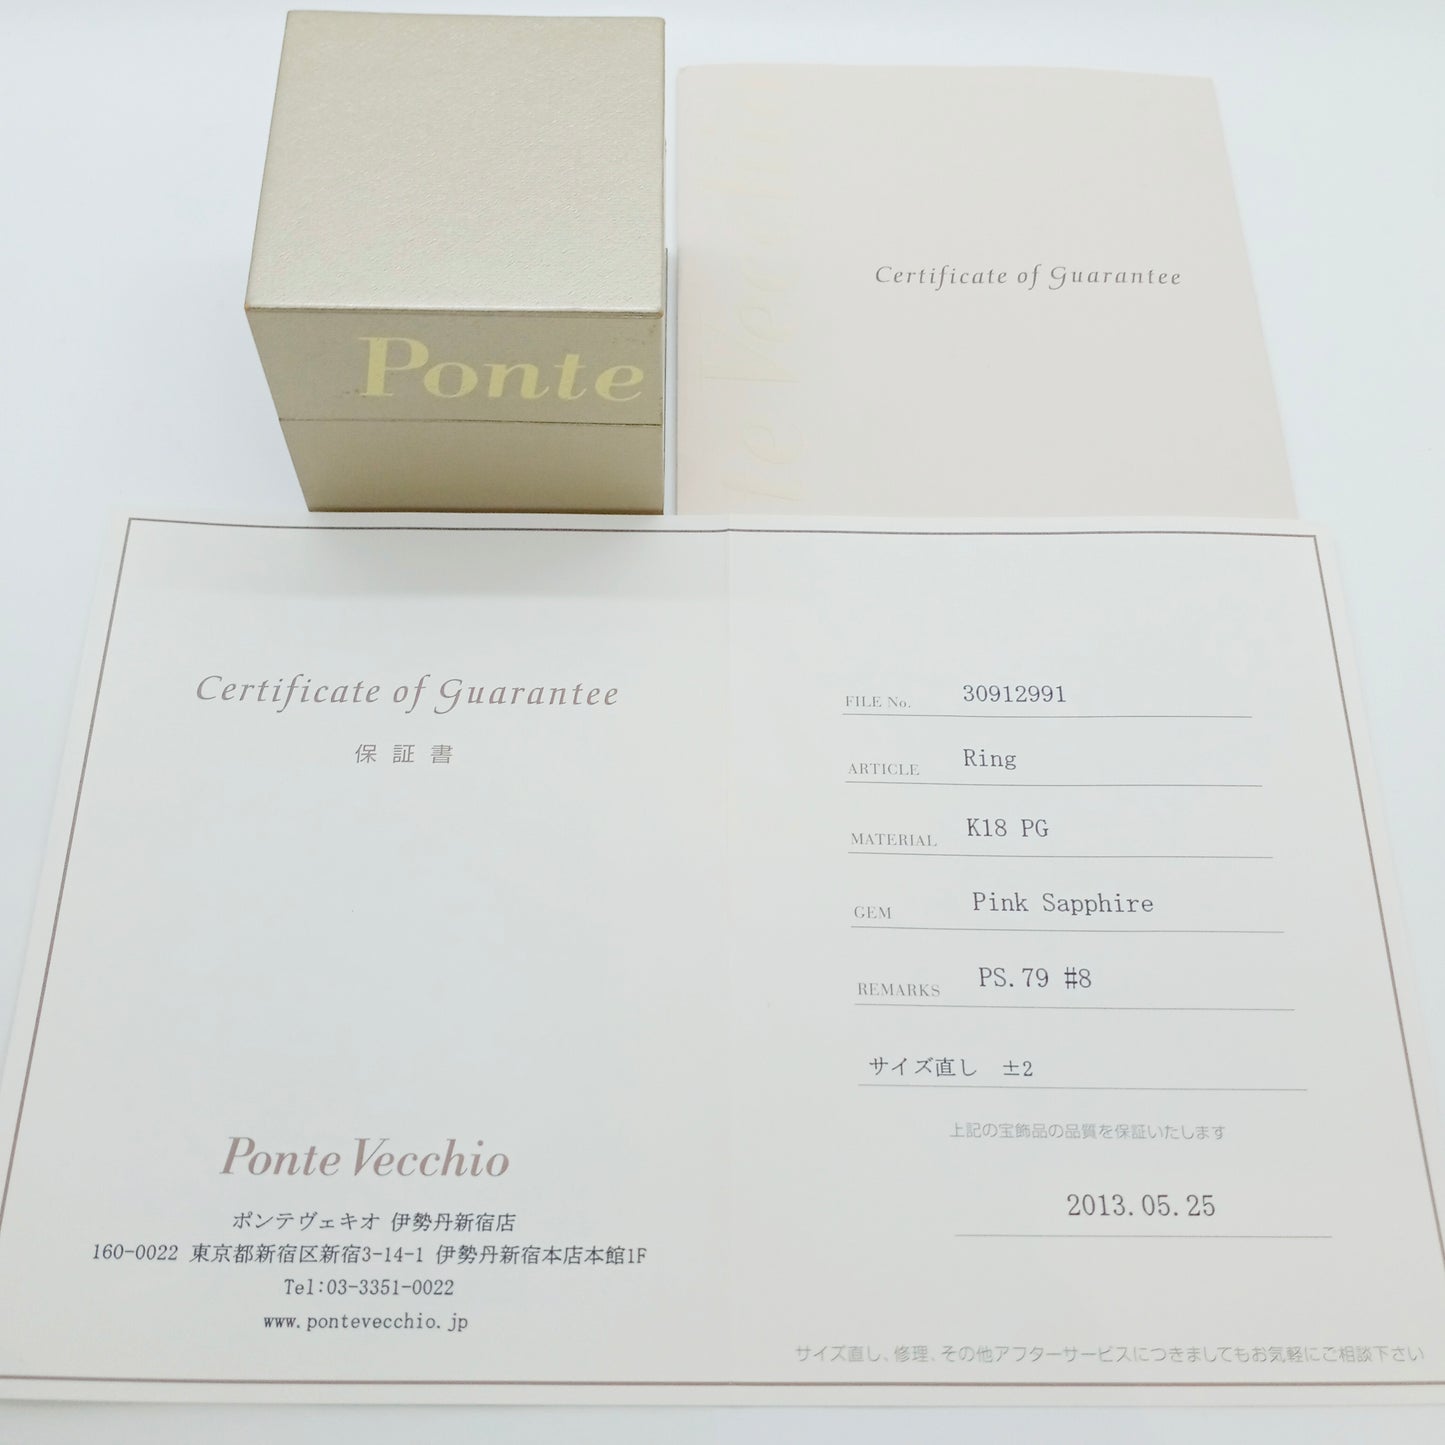 Ponte
Certificate of Guarantee
Certificate of Guarantee
保証書
Ponte Vecchio
ポンテヴェキオ 伊勢丹新宿店
160-0022 東京都新宿区新宿3-14-1 伊勢丹新宿本店本館1F
Tel:03-3351-0022
www.pontevecchio.jp
FILE No. 30912991
ARTICLE Ring
MATERIAL K18 PG
GEM Pink Sapphire
REMARKS PS.79 #8
サイズ直し ±2
上記の宝飾品の品質を保証いたします
2013.05.25
サイズ直し、修理、その他アフターサービスにつきましてもお気軽にご相談下さい